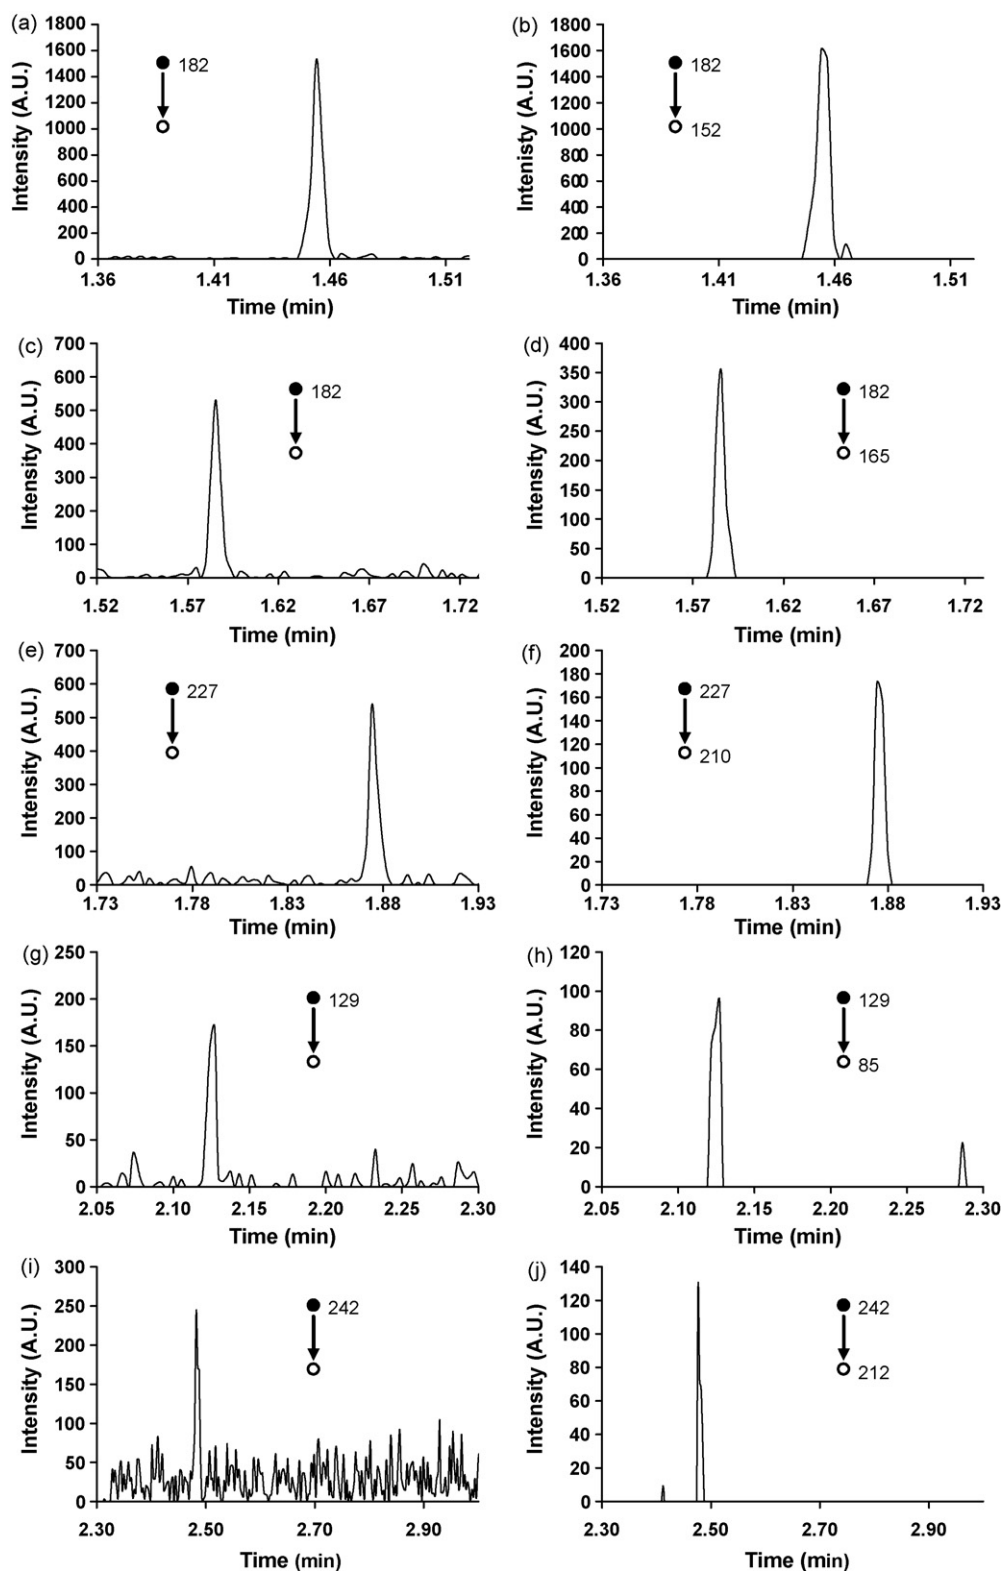 (a)
Intensity (A.U.)
1800
1600
1400
1200
1000
800
600
400
200
0
182
1.36 1.41 1.46 1.51
Time (min)
(b)
Intenisty (A.U.)
1800
1600
1400
1200
1000
800
600
400
200
0
182
152
1.36 1.41 1.46 1.51
Time (min)
(c)
Intensity (A.U.)
700
600
500
400
300
200
100
0
182
1.52 1.57 1.62 1.67 1.72
Time (min)
(d)
Intensity (A.U.)
400
350
300
250
200
150
100
50
0
182
165
1.52 1.57 1.62 1.67 1.72
Time (min)
(e)
Intensity (A.U.)
700
600
500
400
300
200
100
0
227
1.73 1.78 1.83 1.88 1.93
Time (min)
(f)
Intensity (A.U.)
200
180
160
140
120
100
80
60
40
20
0
227
210
1.73 1.78 1.83 1.88 1.93
Time (min)
(g)
Intensity (A.U.)
250
200
150
100
50
0
129
2.05 2.10 2.15 2.20 2.25 2.30
Time (min)
(h)
Intensity (A.U.)
120
100
80
60
40
20
0
129
85
2.05 2.10 2.15 2.20 2.25 2.30
Time (min)
(i)
Intensity (A.U.)
300
250
200
150
100
50
0
242
2.30 2.50 2.70 2.90
Time (min)
(j)
Intensity (A.U.)
140
120
100
80
60
40
20
0
242
212
2.30 2.50 2.70 2.90
Time (min)